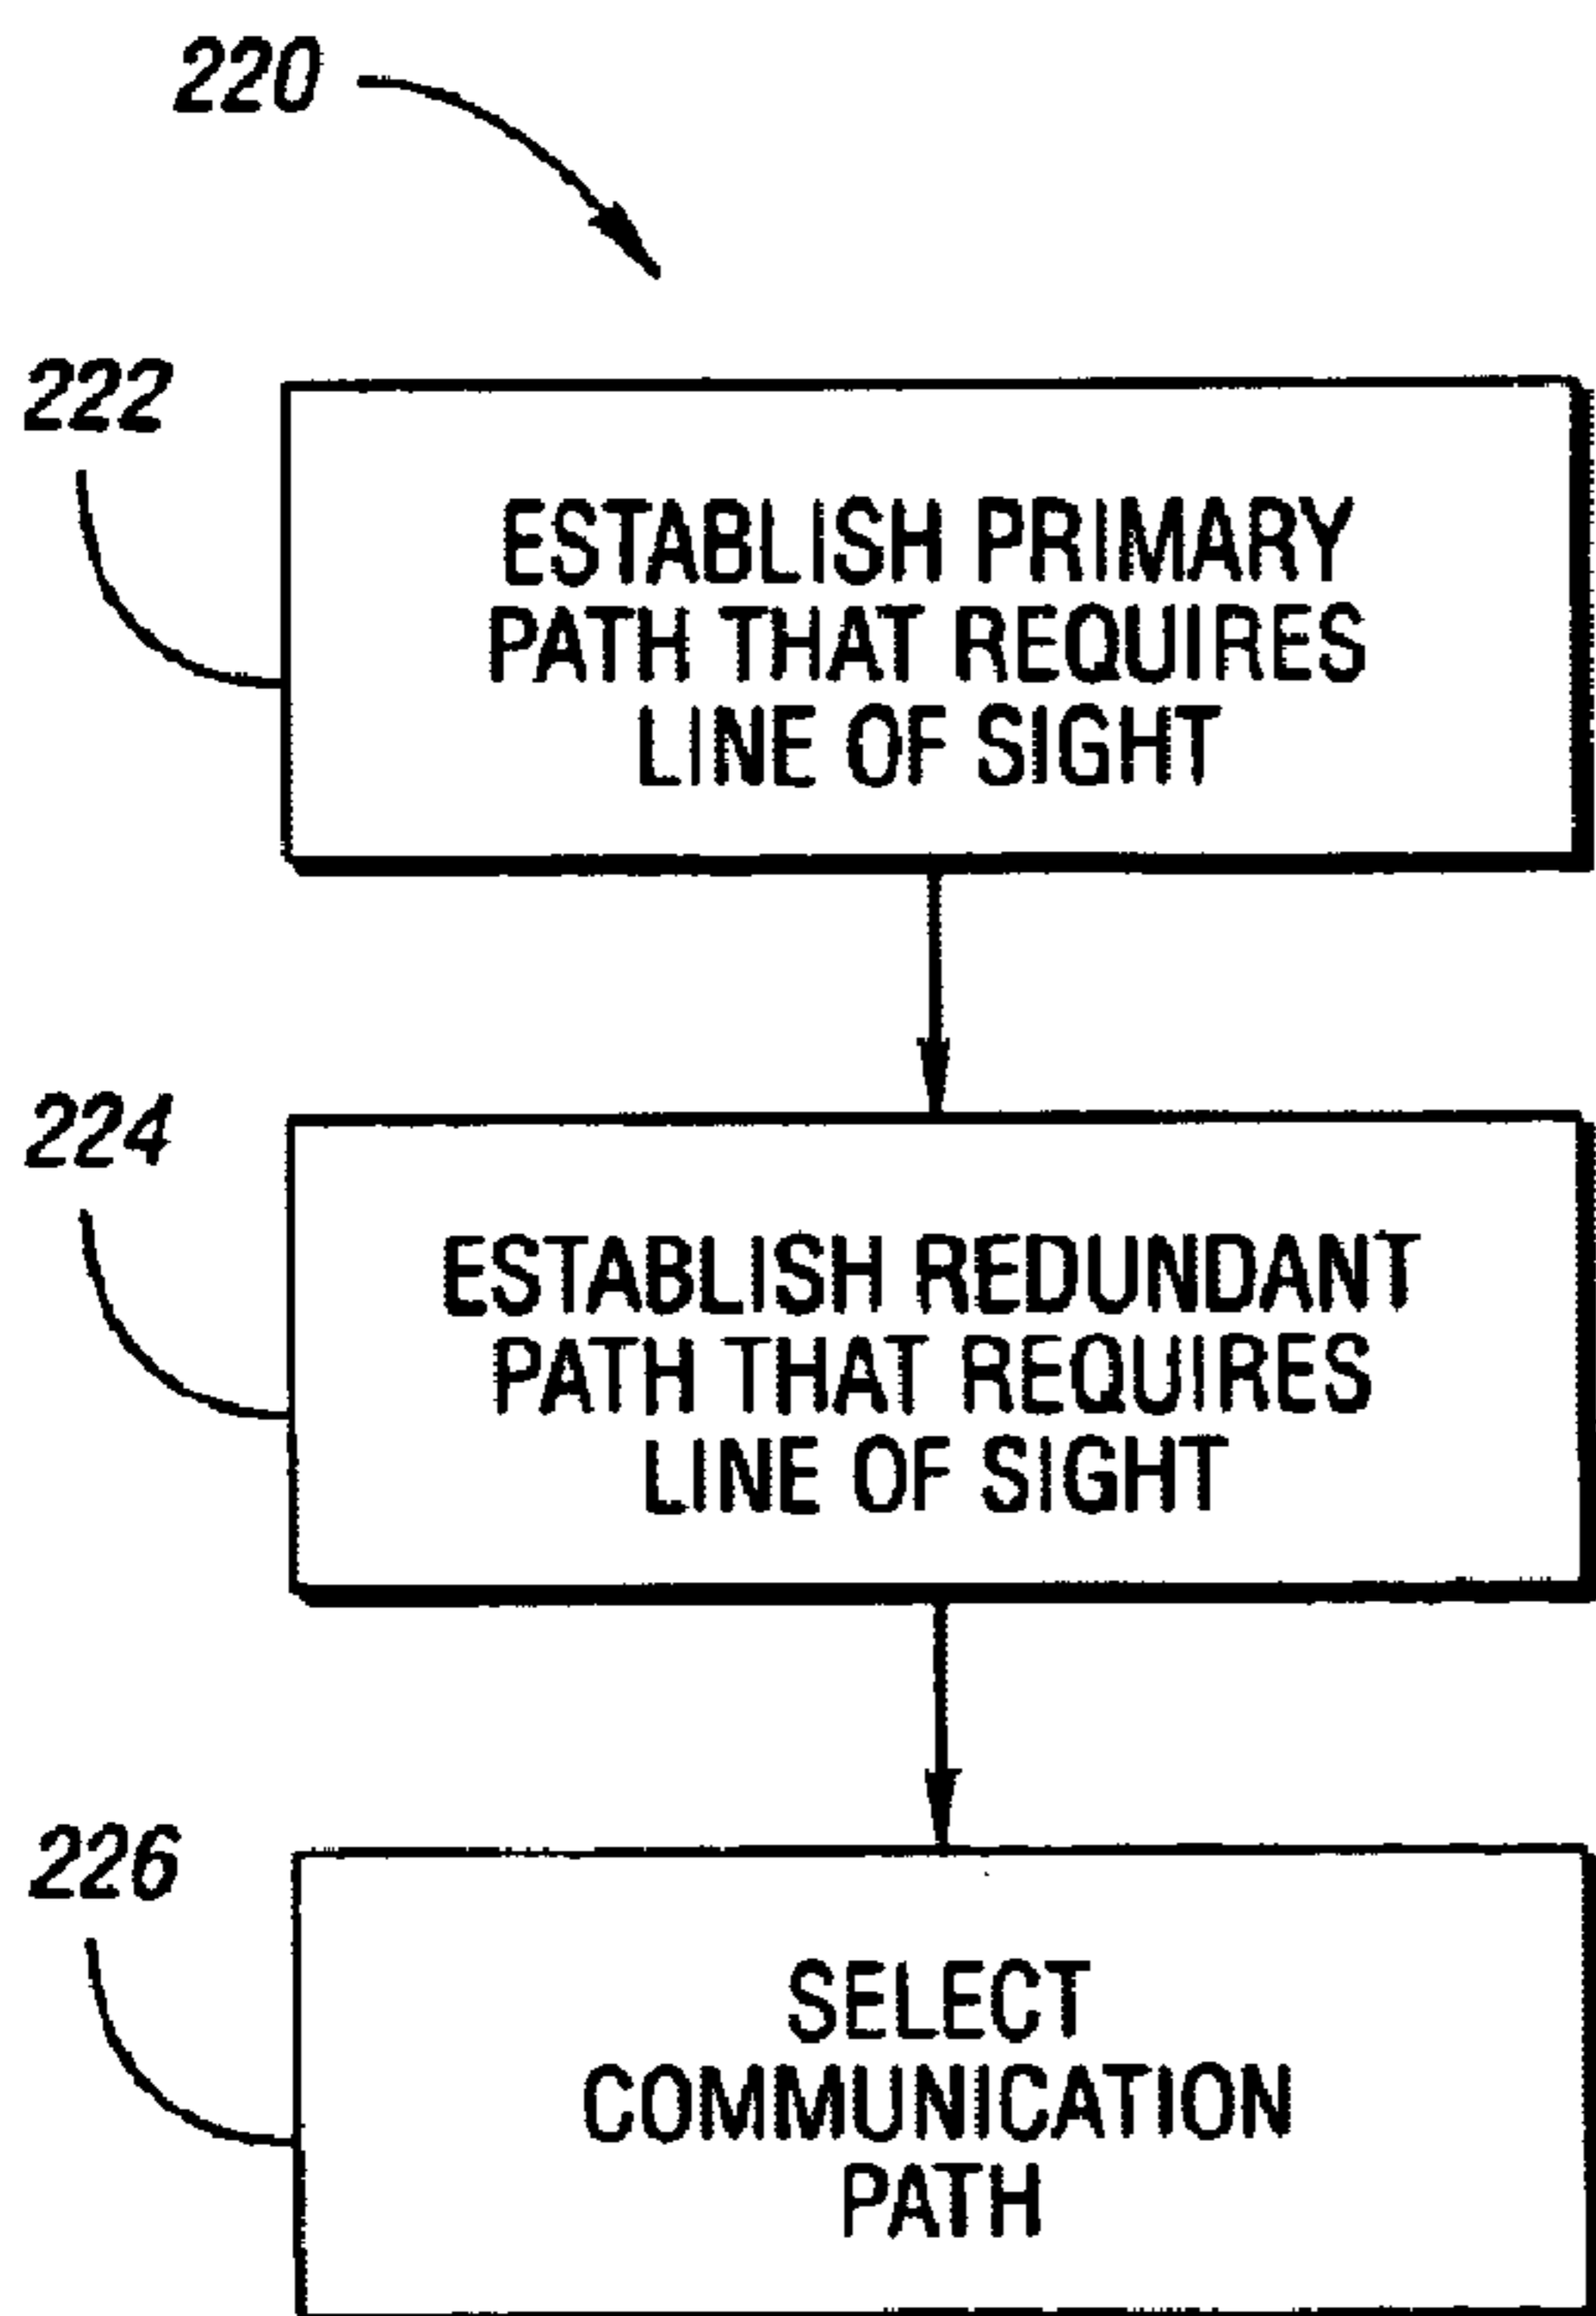 220
222
ESTABLISH PRIMARY
PATH THAT REQUIRES
LINE OF SIGHT
224
ESTABLISH REDUNDANT
PATH THAT REQUIRES
LINE OF SIGHT
226
SELECT
COMMUNICATION
PATH